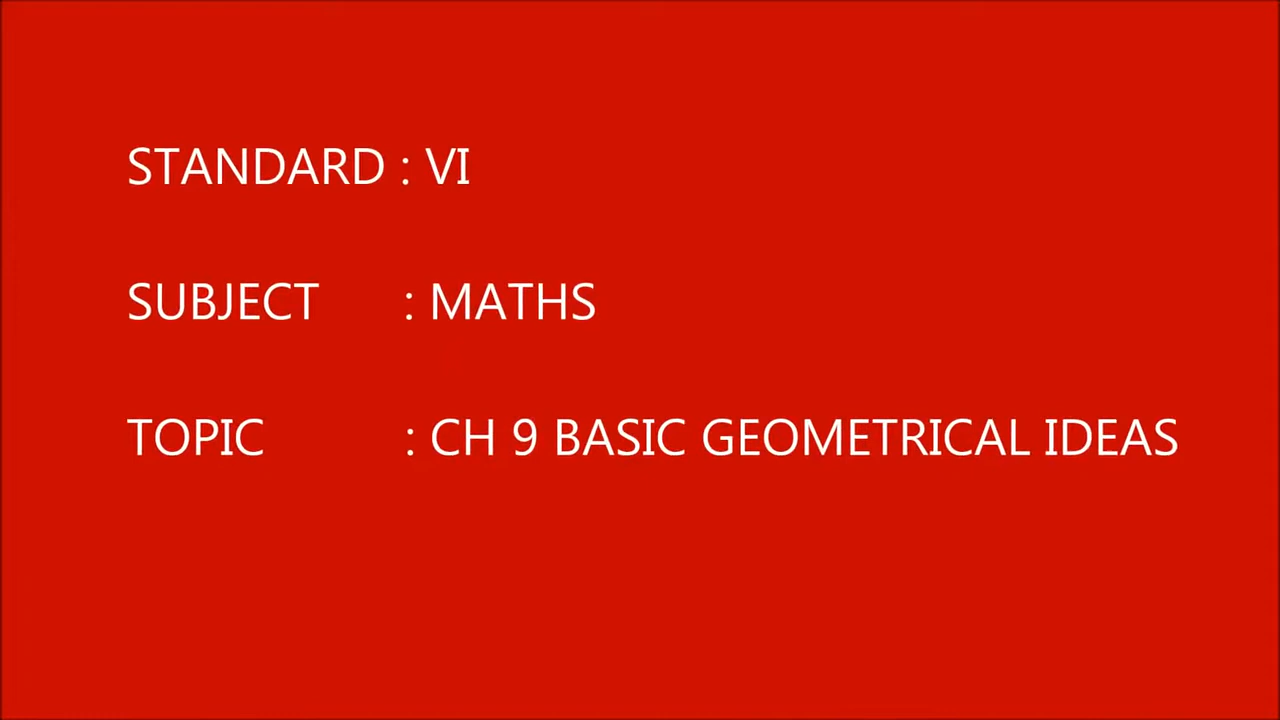 STANDARD : VI
SUBJECT : MATHS
TOPIC : CH 9 BASIC GEOMETRICAL IDEAS